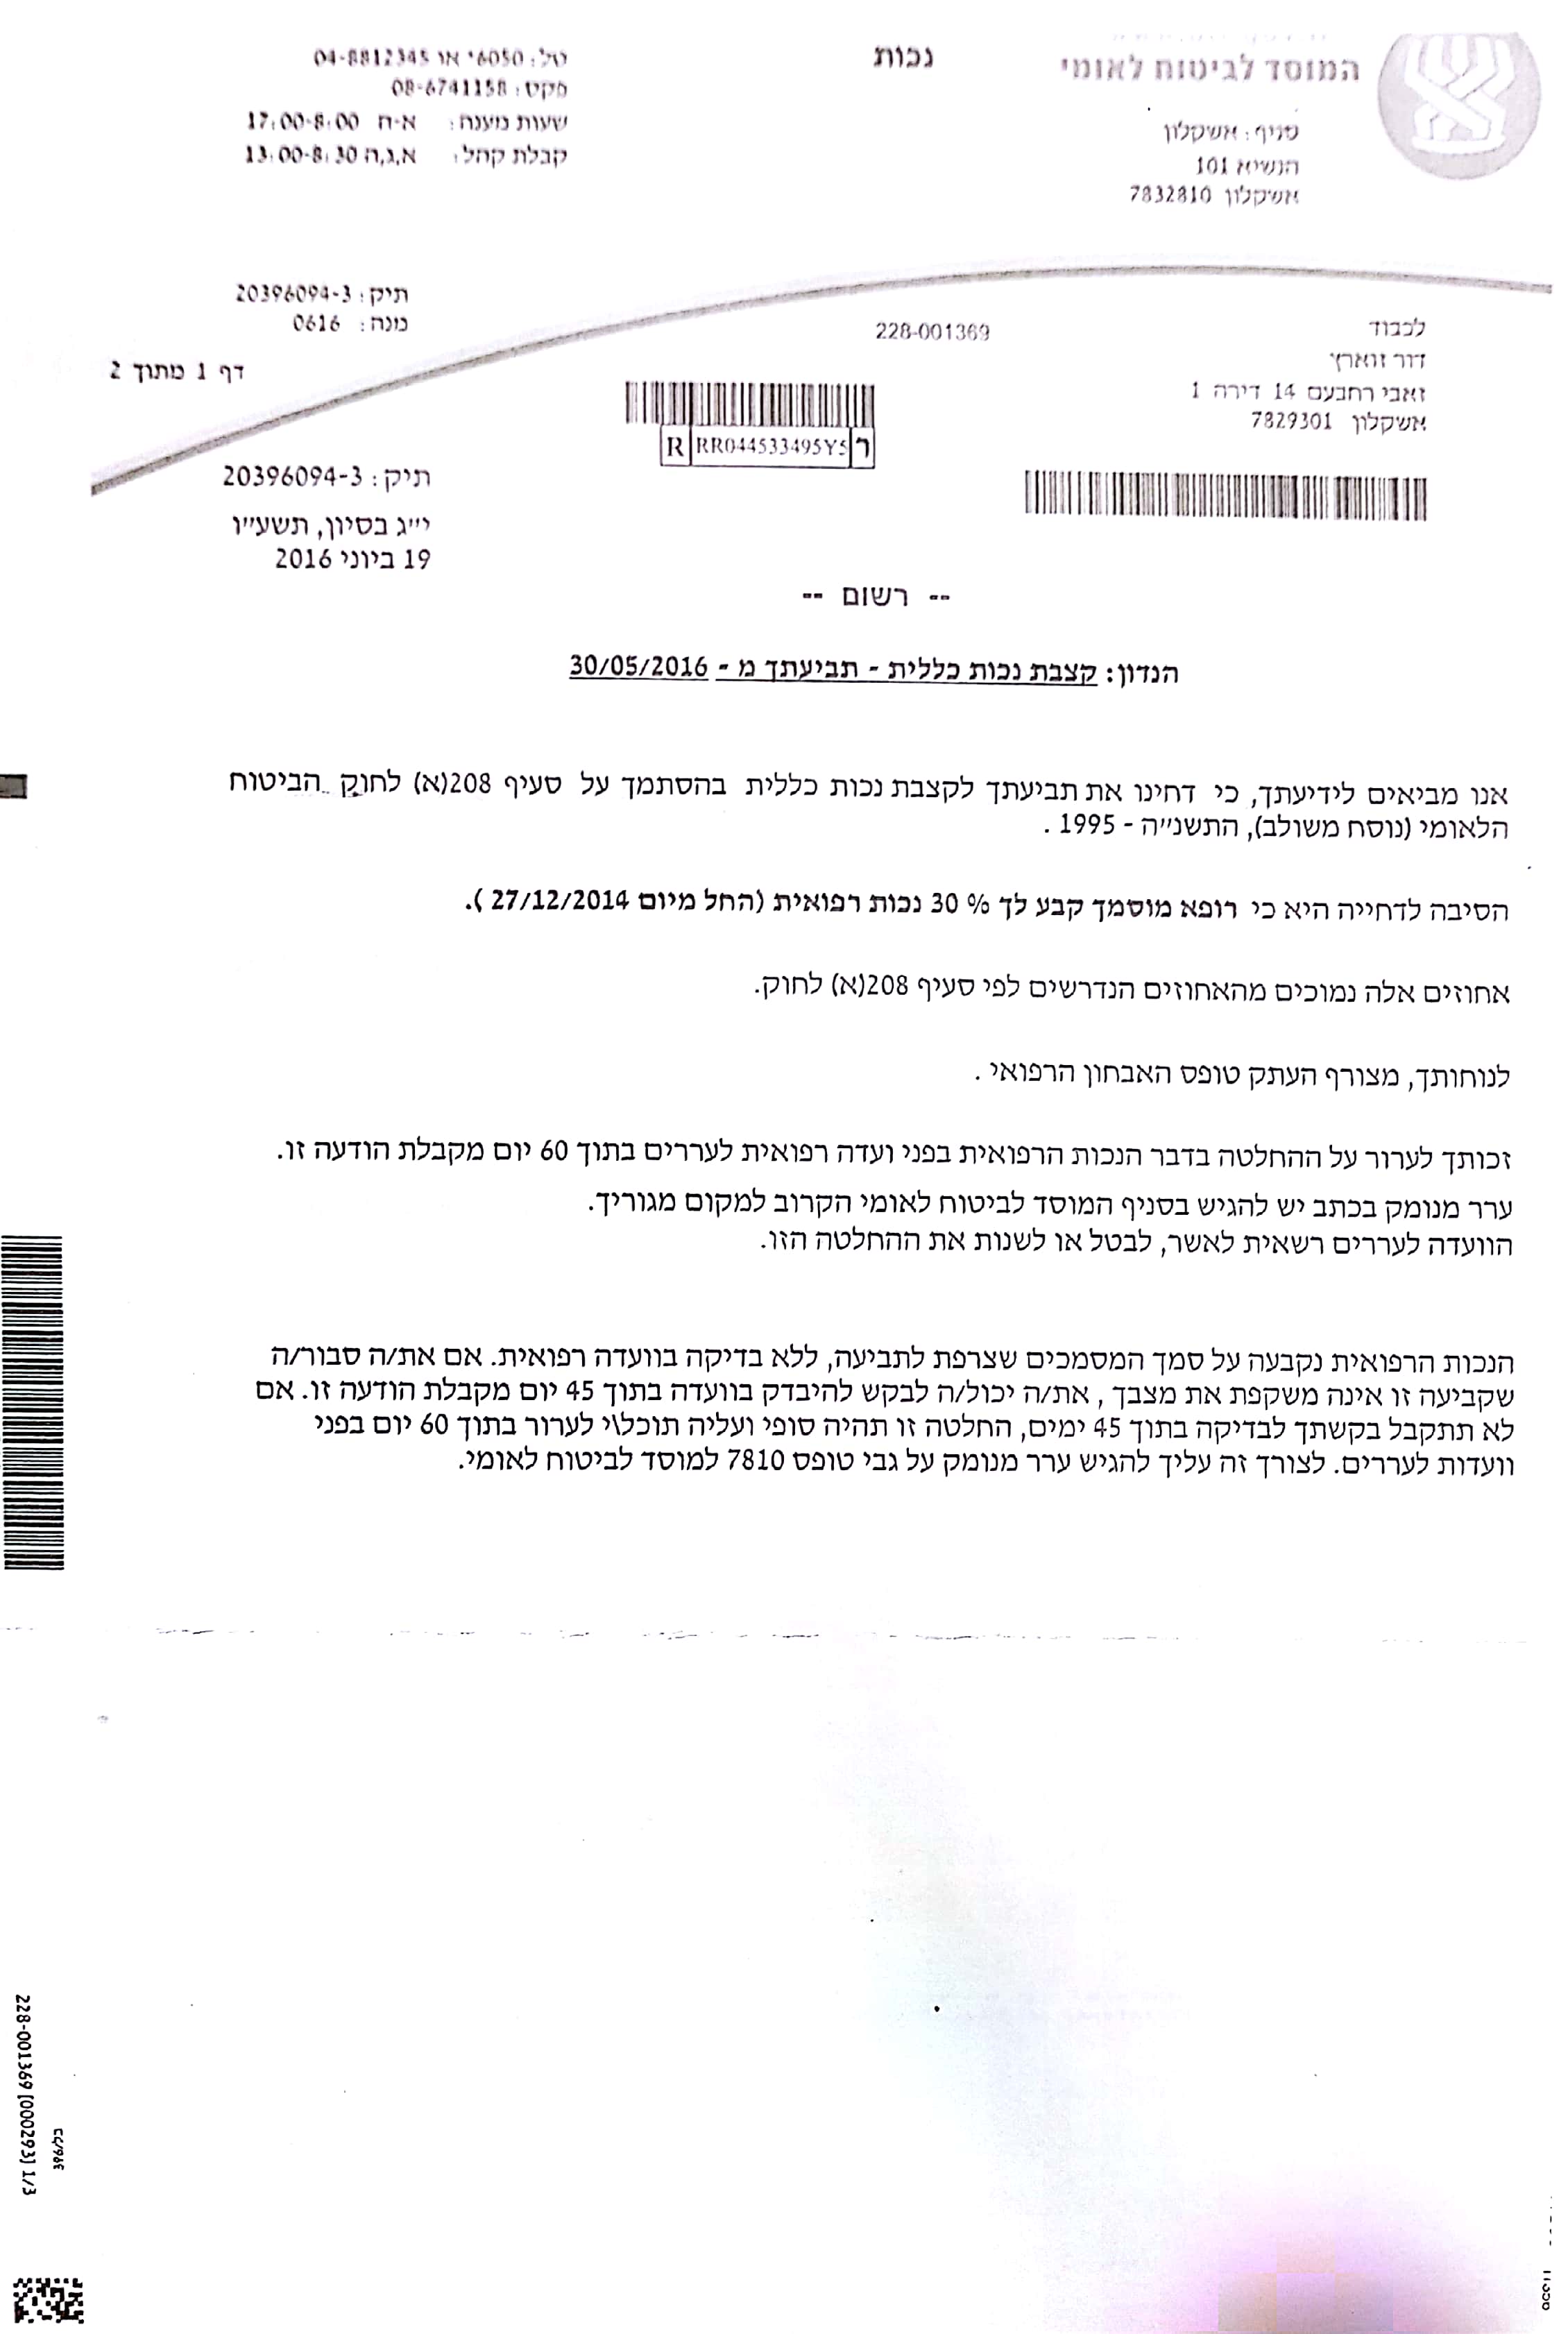 המוסד לביטוח לאומי
נכות
סניף: אשקלון
הנשיא 101
אשקלון 7832810
טל: 6050* או 04-8812345
פקס: 08-6741158
שעות מענה: א-ה 17:00-8:00
קבלת קהל: א,ג,ה 13:00-8:30
תיק: 20396094-3
מנה: 0616
דף 1 מתוך 2
לכבוד
דור זוארץ
זאבי רחבעם 14 דירה 1
אשקלון 7829301
228-001369
R RR044533495Y5 ר
תיק: 20396094-3
י״ג בסיון, תשע״ו
19 ביוני 2016
-- רשום --
הנדון: קצבת נכות כללית - תביעתך מ - 30/05/2016
אנו מביאים לידיעתך, כי דחינו את תביעתך לקצבת נכות כללית בהסתמך על סעיף 208(א) לחוק הביטוח
הלאומי (נוסח משולב), התשנ״ה - 1995 .
הסיבה לדחייה היא כי רופא מוסמך קבע לך % 30 נכות רפואית (החל מיום 27/12/2014 ).
אחוזים אלה נמוכים מהאחוזים הנדרשים לפי סעיף 208(א) לחוק.
לנוחותך, מצורף העתק טופס האבחון הרפואי .
זכותך לערור על ההחלטה בדבר הנכות הרפואית בפני ועדה רפואית לעררים בתוך 60 יום מקבלת הודעה זו.
ערר מנומק בכתב יש להגיש בסניף המוסד לביטוח לאומי הקרוב למקום מגוריך.
הוועדה לעררים רשאית לאשר, לבטל או לשנות את ההחלטה הזו.
הנכות הרפואית נקבעה על סמך המסמכים שצרפת לתביעה, ללא בדיקה בוועדה רפואית. אם את/ה סבור/ה
שקביעה זו אינה משקפת את מצבך , את/ה יכול/ה לבקש להיבדק בוועדה בתוך 45 יום מקבלת הודעה זו. אם
לא תתקבל בקשתך לבדיקה בתוך 45 ימים, החלטה זו תהיה סופי ועליה תוכל\י לערור בתוך 60 יום בפני
וועדות לעררים. לצורך זה עליך להגיש ערר מנומק על גבי טופס 7810 למוסד לביטוח לאומי.
228-001369 [000293] 1/3